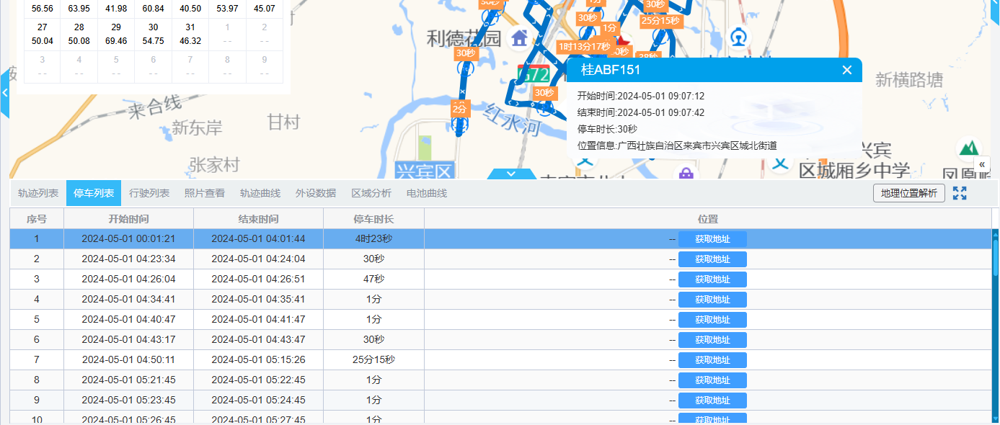 56.56 63.95 41.98 60.84 40.50 53.97 45.07
27 28 29 30 31 1 2
50.04 50.08 69.46 54.75 46.32 -- --
3 4 5 6 7 8 9
-- -- -- -- -- -- --
30秒
1分
30秒
30秒
25分15秒
1分
利德花园
1时13分17秒
30秒
G72
30秒
2分
来合线
新东岸
甘村
张家村
红水河
兴宾区
新横路塘
桂ABF151
开始时间:2024-05-01 09:07:12
结束时间:2024-05-01 09:07:42
停车时长:30秒
位置信息:广西壮族自治区来宾市兴宾区城北街道
兴宾
区城厢乡中学
«
轨迹列表 停车列表 行驶列表 照片查看 轨迹曲线 外设数据 区域分析 电池曲线 地理位置解析
序号 开始时间 结束时间 停车时长 位置
1 2024-05-01 00:01:21 2024-05-01 04:01:44 4时23秒 -- 获取地址
2 2024-05-01 04:23:34 2024-05-01 04:24:04 30秒 -- 获取地址
3 2024-05-01 04:26:04 2024-05-01 04:26:51 47秒 -- 获取地址
4 2024-05-01 04:34:41 2024-05-01 04:35:41 1分 -- 获取地址
5 2024-05-01 04:40:47 2024-05-01 04:41:47 1分 -- 获取地址
6 2024-05-01 04:43:17 2024-05-01 04:43:47 30秒 -- 获取地址
7 2024-05-01 04:50:11 2024-05-01 05:15:26 25分15秒 -- 获取地址
8 2024-05-01 05:21:45 2024-05-01 05:22:45 1分 -- 获取地址
9 2024-05-01 05:23:45 2024-05-01 05:24:45 1分 -- 获取地址
10 2024-05-01 05:26:45 2024-05-01 05:27:45 1分 -- 获取地址